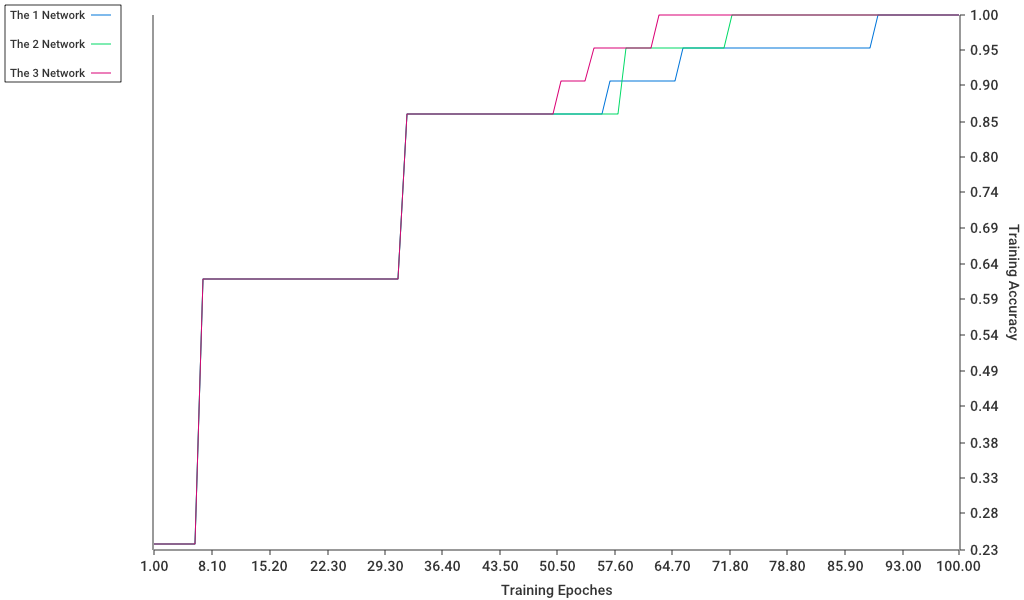 The 1 Network
The 2 Network
The 3 Network
1.00
0.95
0.90
0.85
0.80
0.74
0.69
0.64
0.59
0.54
0.49
0.44
0.38
0.33
0.28
0.23
Training Accuracy
1.00 8.10 15.20 22.30 29.30 36.40 43.50 50.50 57.60 64.70 71.80 78.80 85.90 93.00 100.00
Training Epoches